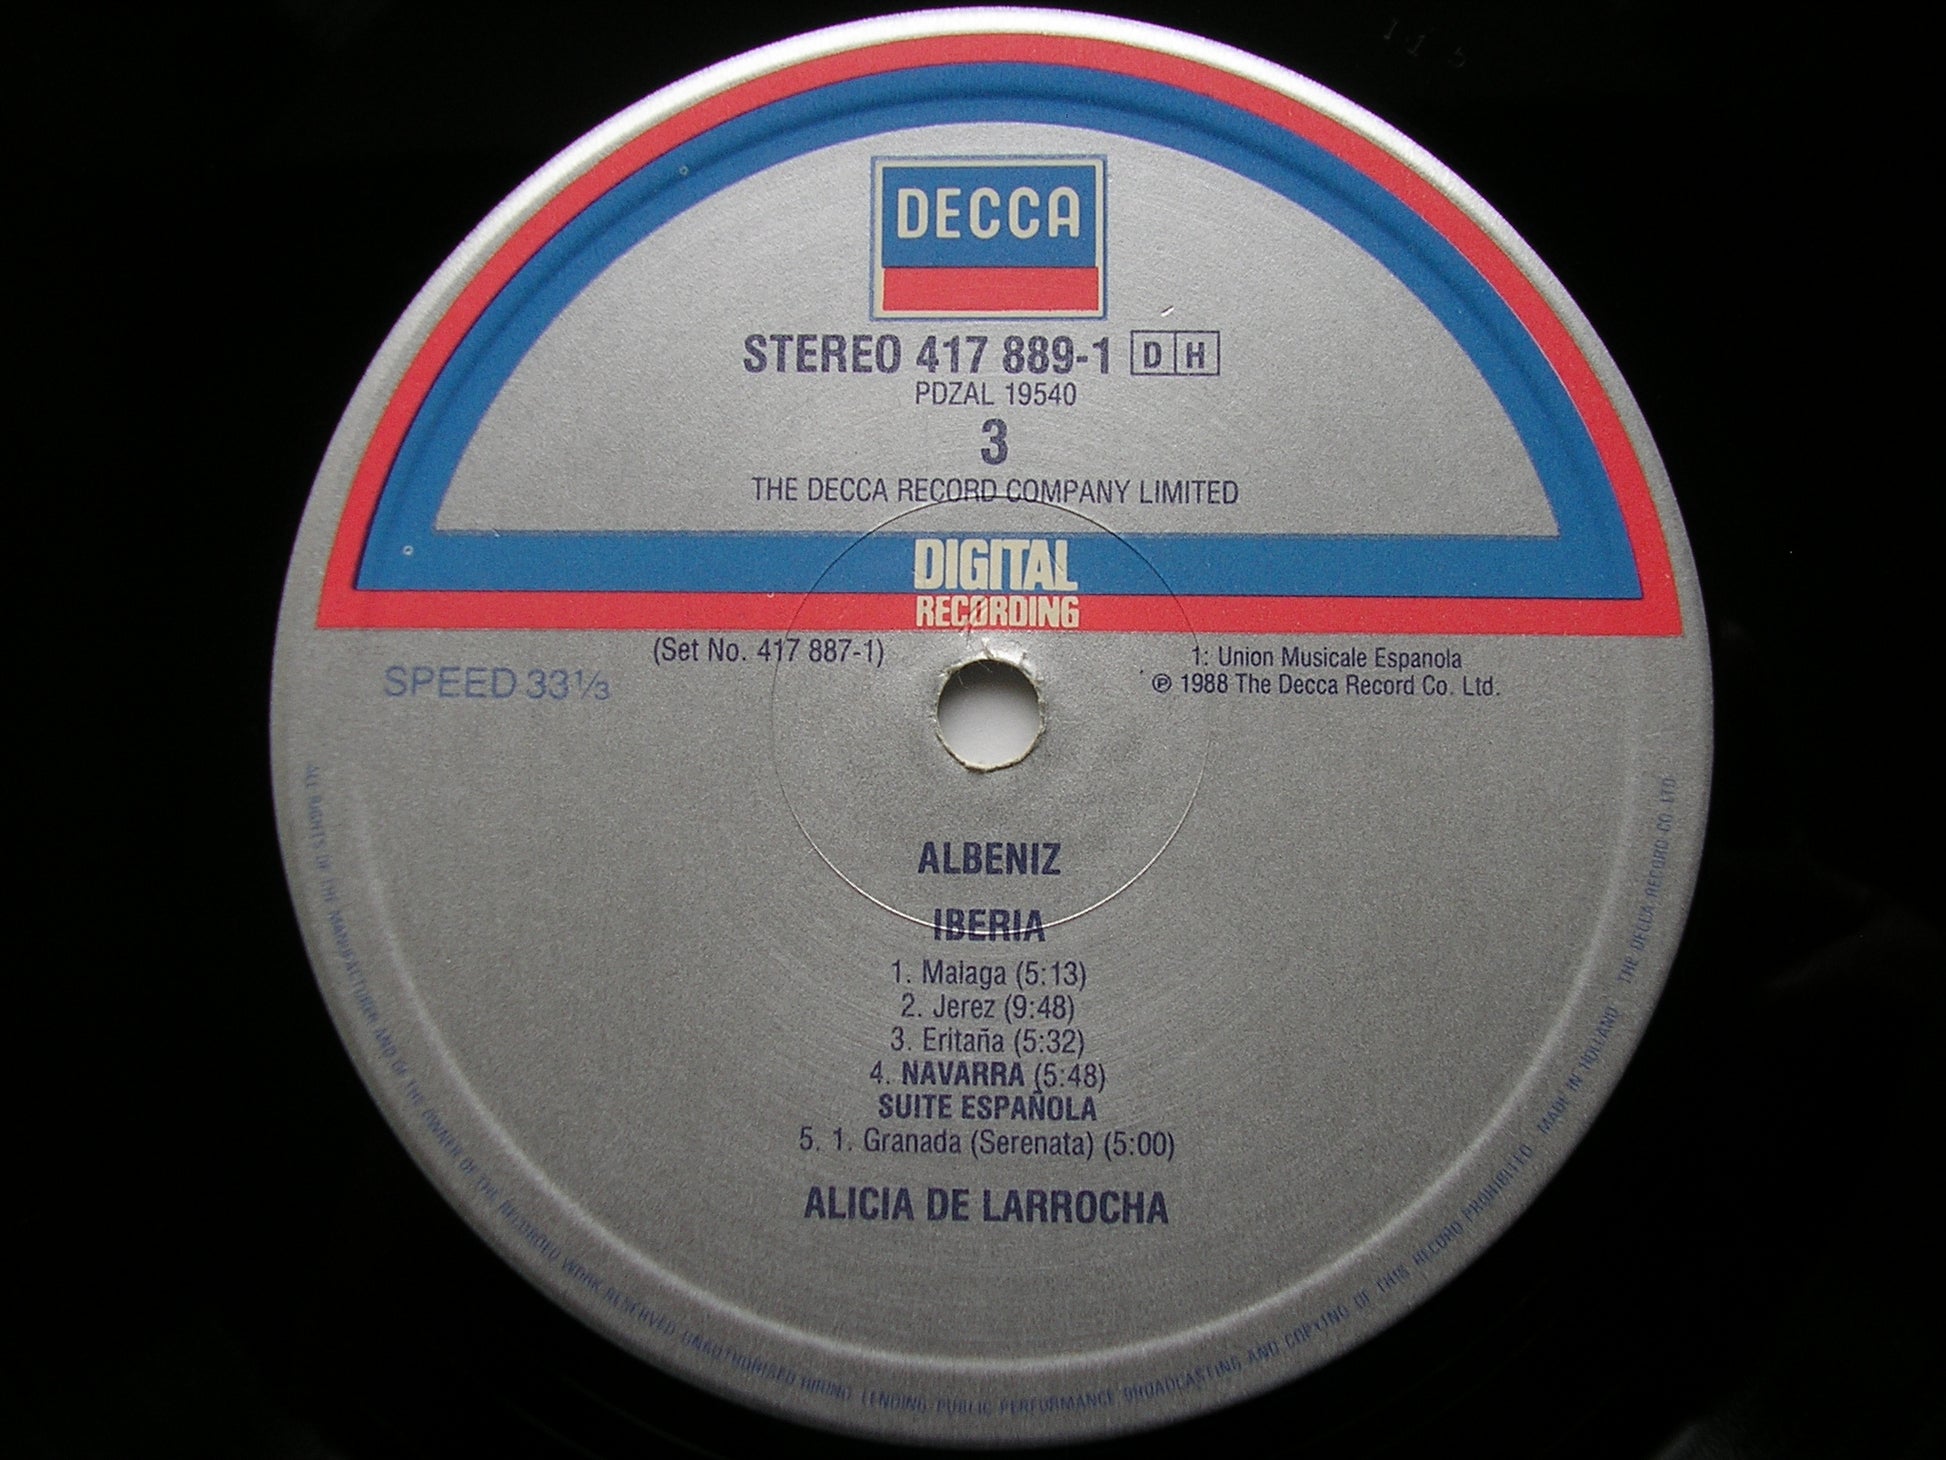 DECCA
STEREO 417 889-1 D H
PDZAL 19540
3
THE DECCA RECORD COMPANY LIMITED
DIGITAL
RECORDING
(Set No. 417 887-1)
SPEED 33⅓
1: Union Musicale Espanola
℗ 1988 The Decca Record Co. Ltd.
ALBENIZ
IBERIA
1. Malaga (5:13)
2. Jerez (9:48)
3. Eritaña (5:32)
4. NAVARRA (5:48)
SUITE ESPAÑOLA
5. 1. Granada (Serenata) (5:00)
ALICIA DE LARROCHA
ALL RIGHTS OF THE MANUFACTURER AND OF THE OWNER OF THE RECORDED WORK RESERVED UNAUTHORISED HIRING LENDING PUBLIC PERFORMANCE BROADCASTING AND COPYING OF THIS RECORD PROHIBITED MADE IN HOLLAND THE DECCA RECORD CO LTD